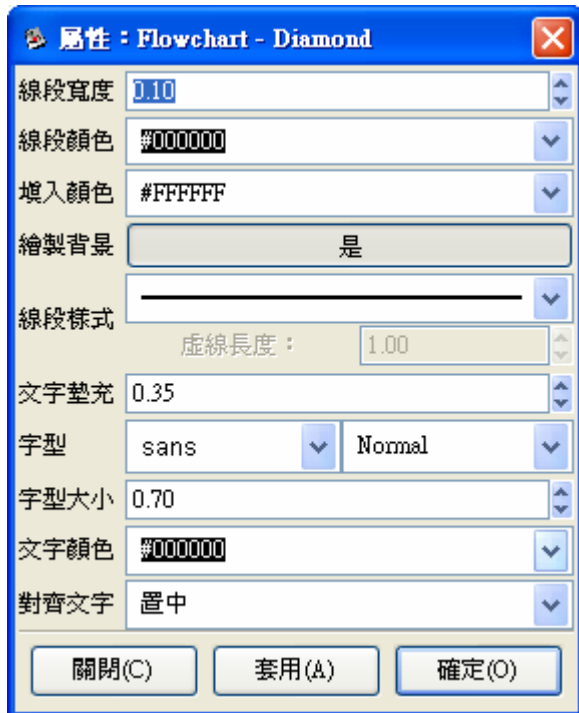 屬性：Flowchart - Diamond
線段寬度 0.10
線段顏色 #000000
填入顏色 #FFFFFF
繪製背景 是
線段樣式
虛線長度： 1.00
文字墊充 0.35
字型 sans Normal
字型大小 0.70
文字顏色 #000000
對齊文字 置中
關閉(C) 套用(A) 確定(O)